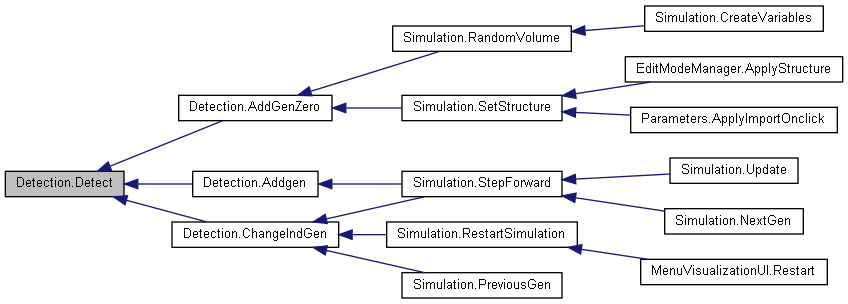 Simulation.CreateVariables
Simulation.RandomVolume
EditModeManager.ApplyStructure
Detection.AddGenZero
Simulation.SetStructure
Parameters.ApplyImportOnclick
Simulation.Update
Detection.Detect
Detection.Addgen
Simulation.StepForward
Simulation.NextGen
Detection.ChangeIndGen
Simulation.RestartSimulation
MenuVisualizationUI.Restart
Simulation.PreviousGen